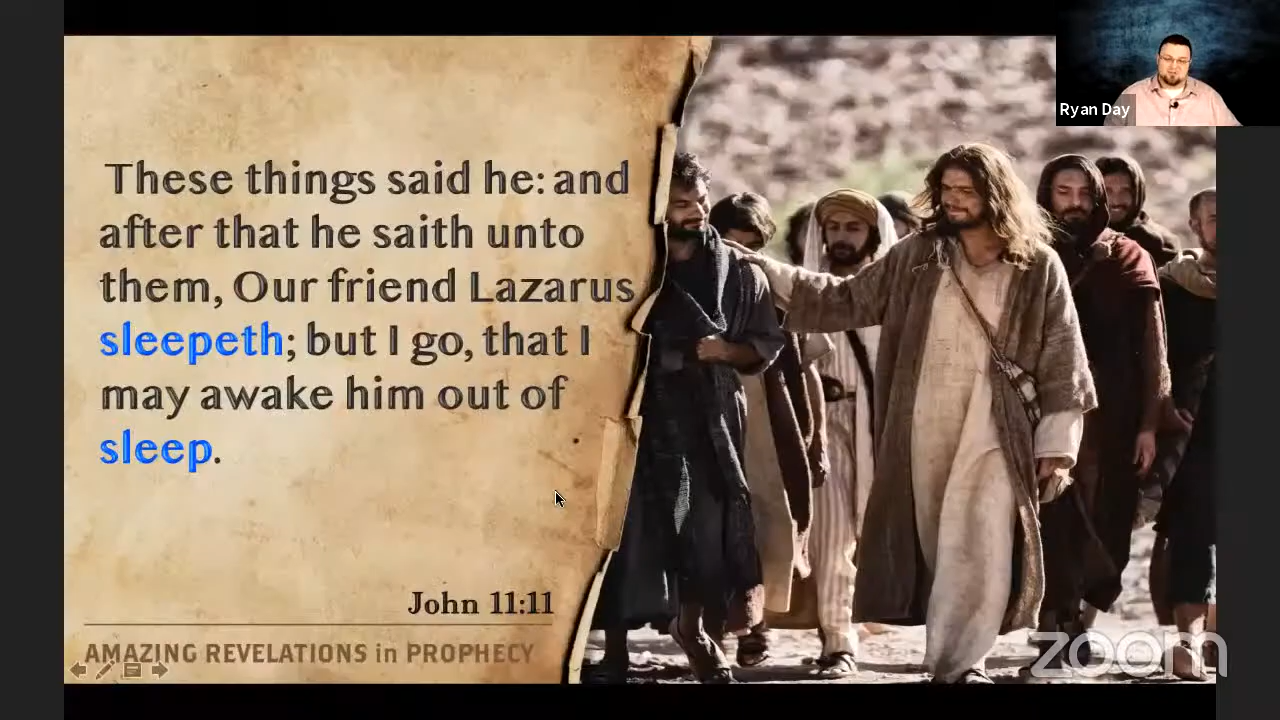 Ryan Day
These things said he: and
after that he saith unto
them, Our friend Lazarus
sleepeth; but I go, that I
may awake him out of
sleep.
John 11:11
AMAZING REVELATIONS in PROPHECY
zoom